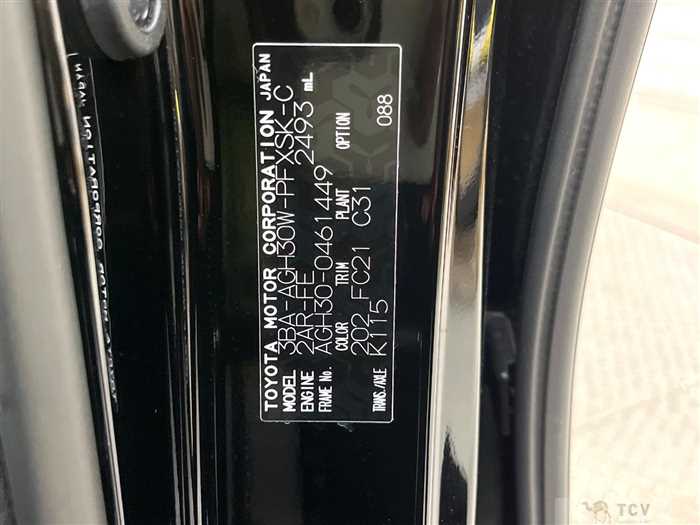 TOYOTA MOTOR CORPORATION JAPAN
MODEL 3BA-AGH30W-PFXSK-C
ENGINE 2AR-FE 2493 mL
FRAME No. AGH30-0461449
COLOR TRIM PLANT OPTION
202 FC21 C31 088
TRANS./AXLE K115
TCV